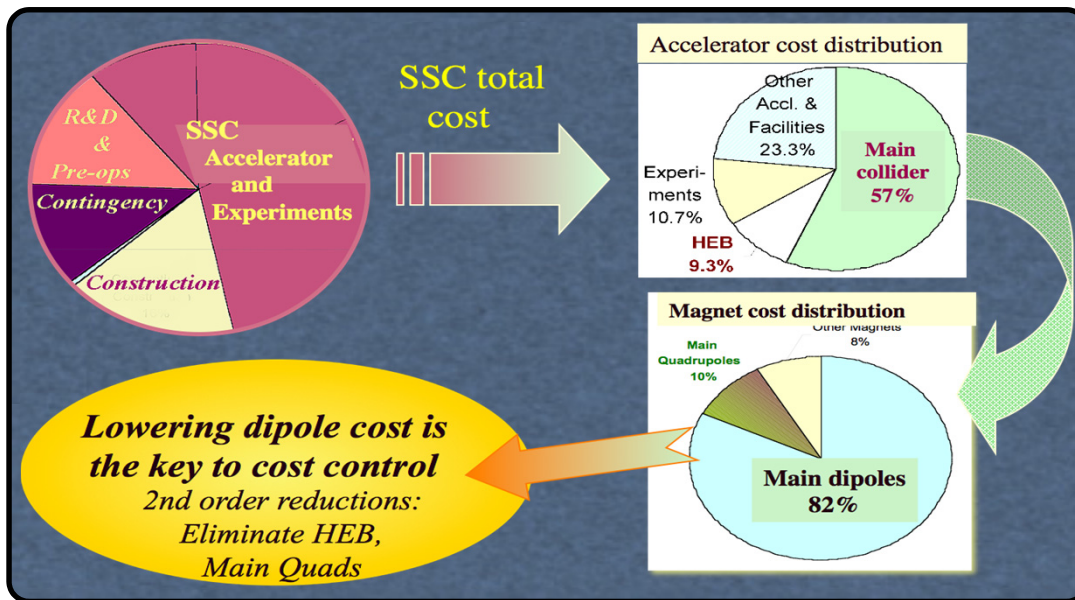 R&D
&
Pre-ops
Contingency
Construction
SSC
Accelerator
and
Experiments
SSC total
cost
Accelerator cost distribution
Other
Accl. &
Facilities
23.3%
Main
collider
57%
Experi-
ments
10.7%
HEB
9.3%
Magnet cost distribution
Other Magnets
8%
Main
Quadrupoles
10%
Main dipoles
82%
Lowering dipole cost is
the key to cost control
2nd order reductions:
Eliminate HEB,
Main Quads